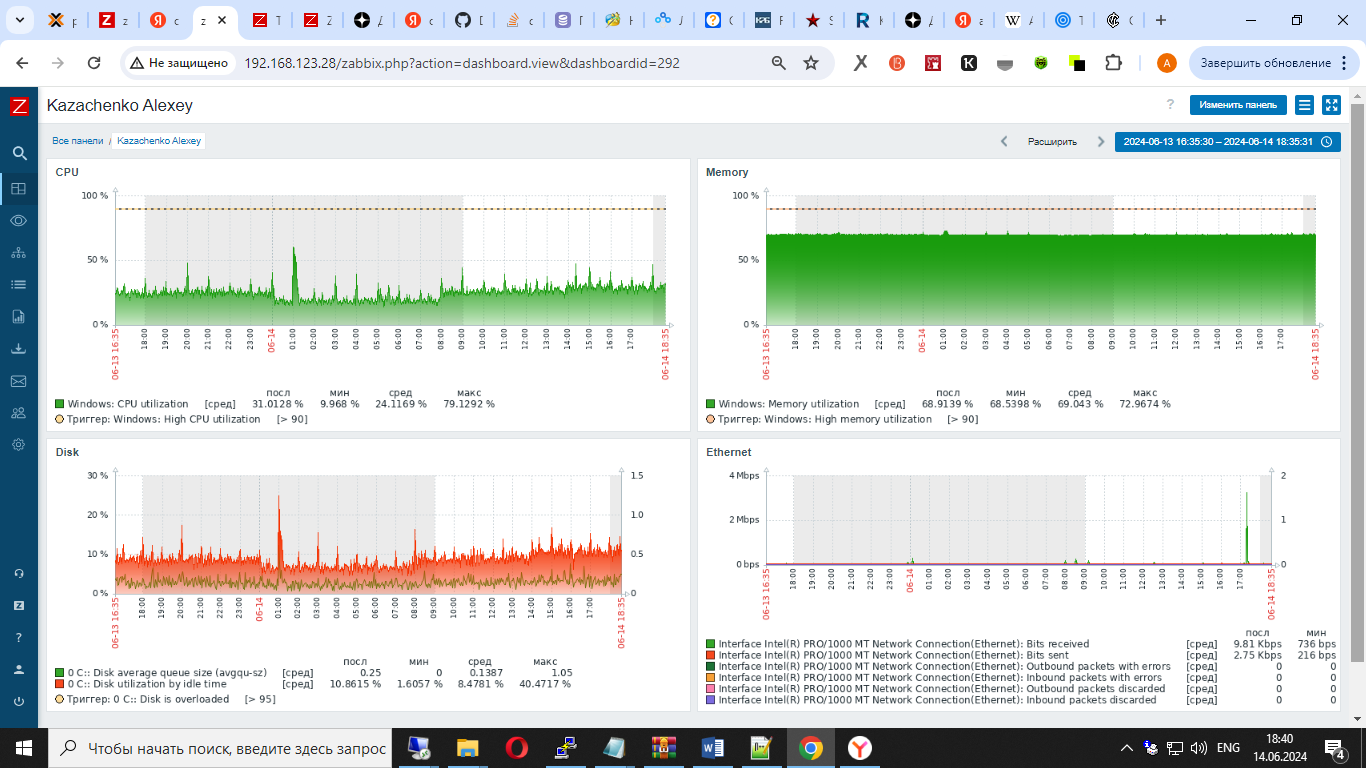 Не защищено
192.168.123.28/zabbix.php?action=dashboard.view&dashboardid=292
A
Завершить обновление
Z
Kazachenko Alexey
?
Изменить панель
Все панели / Kazachenko Alexey
Расширить
2024-06-13 16:35:30 – 2024-06-14 18:35:31
CPU
100 %
50 %
0 %
06-13 16:35 18:00 19:00 20:00 21:00 22:00 23:00 06-14 01:00 02:00 03:00 04:00 05:00 06:00 07:00 08:00 09:00 10:00 11:00 12:00 13:00 14:00 15:00 16:00 17:00 06-14 18:35
посл мин сред макс
Windows: CPU utilization [сред] 31.0128 % 9.968 % 24.1169 % 79.1292 %
Триггер: Windows: High CPU utilization [> 90]
Memory
100 %
50 %
0 %
06-13 16:35 18:00 19:00 20:00 21:00 22:00 23:00 06-14 01:00 02:00 03:00 04:00 05:00 06:00 07:00 08:00 09:00 10:00 11:00 12:00 13:00 14:00 15:00 16:00 17:00 06-14 18:35
посл мин сред макс
Windows: Memory utilization [сред] 68.9139 % 68.5398 % 69.043 % 72.9674 %
Триггер: Windows: High memory utilization [> 90]
Disk
30 % 1.5
20 % 1.0
10 % 0.5
0 % 0
06-13 16:35 18:00 19:00 20:00 21:00 22:00 23:00 06-14 01:00 02:00 03:00 04:00 05:00 06:00 07:00 08:00 09:00 10:00 11:00 12:00 13:00 14:00 15:00 16:00 17:00 06-14 18:35
посл мин сред макс
0 C:: Disk average queue size (avgqu-sz) [сред] 0.25 0 0.1387 1.05
0 C:: Disk utilization by idle time [сред] 10.8615 % 1.6057 % 8.4781 % 40.4717 %
Триггер: 0 C:: Disk is overloaded [> 95]
Ethernet
4 Mbps 2
2 Mbps 1
0 bps 0
06-13 16:35 18:00 19:00 20:00 21:00 22:00 23:00 06-14 01:00 02:00 03:00 04:00 05:00 06:00 07:00 08:00 09:00 10:00 11:00 12:00 13:00 14:00 15:00 16:00 17:00 06-14 18:35
посл мин
Interface Intel(R) PRO/1000 MT Network Connection(Ethernet): Bits received [сред] 9.81 Kbps 736 bps
Interface Intel(R) PRO/1000 MT Network Connection(Ethernet): Bits sent [сред] 2.75 Kbps 216 bps
Interface Intel(R) PRO/1000 MT Network Connection(Ethernet): Outbound packets with errors [сред] 0 0
Interface Intel(R) PRO/1000 MT Network Connection(Ethernet): Inbound packets with errors [сред] 0 0
Interface Intel(R) PRO/1000 MT Network Connection(Ethernet): Outbound packets discarded [сред] 0 0
Interface Intel(R) PRO/1000 MT Network Connection(Ethernet): Inbound packets discarded [сред] 0 0
Чтобы начать поиск, введите здесь запрос
ENG
18:40
14.06.2024
4